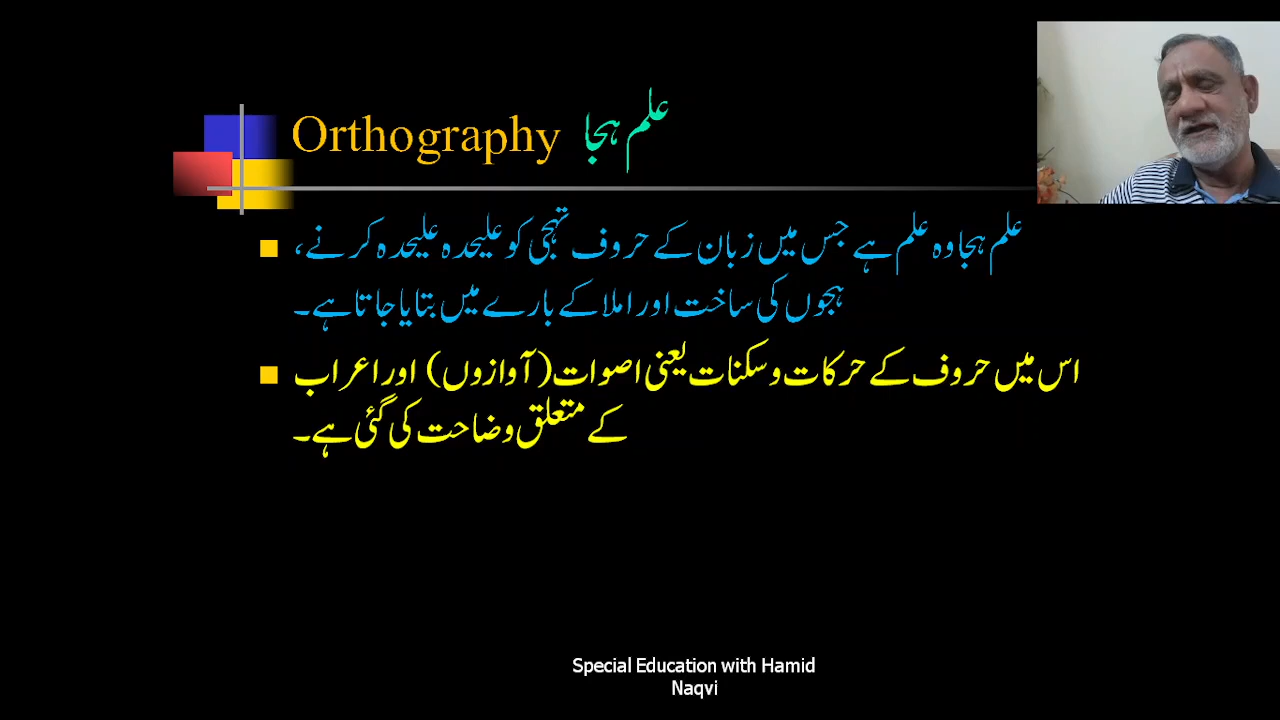 علم ہجا Orthography
علم ہجا وہ علم ہے جس میں زبان کے حروف تہجی کو علیحدہ علیحدہ کرنے،
ہجوں کی ساخت اور املا کے بارے میں بتایا جاتا ہے۔
اس میں حروف کے حرکات و سکنات یعنی اصوات (آوازوں) اور اعراب
کے متعلق وضاحت کی گئی ہے۔
Special Education with Hamid
Naqvi